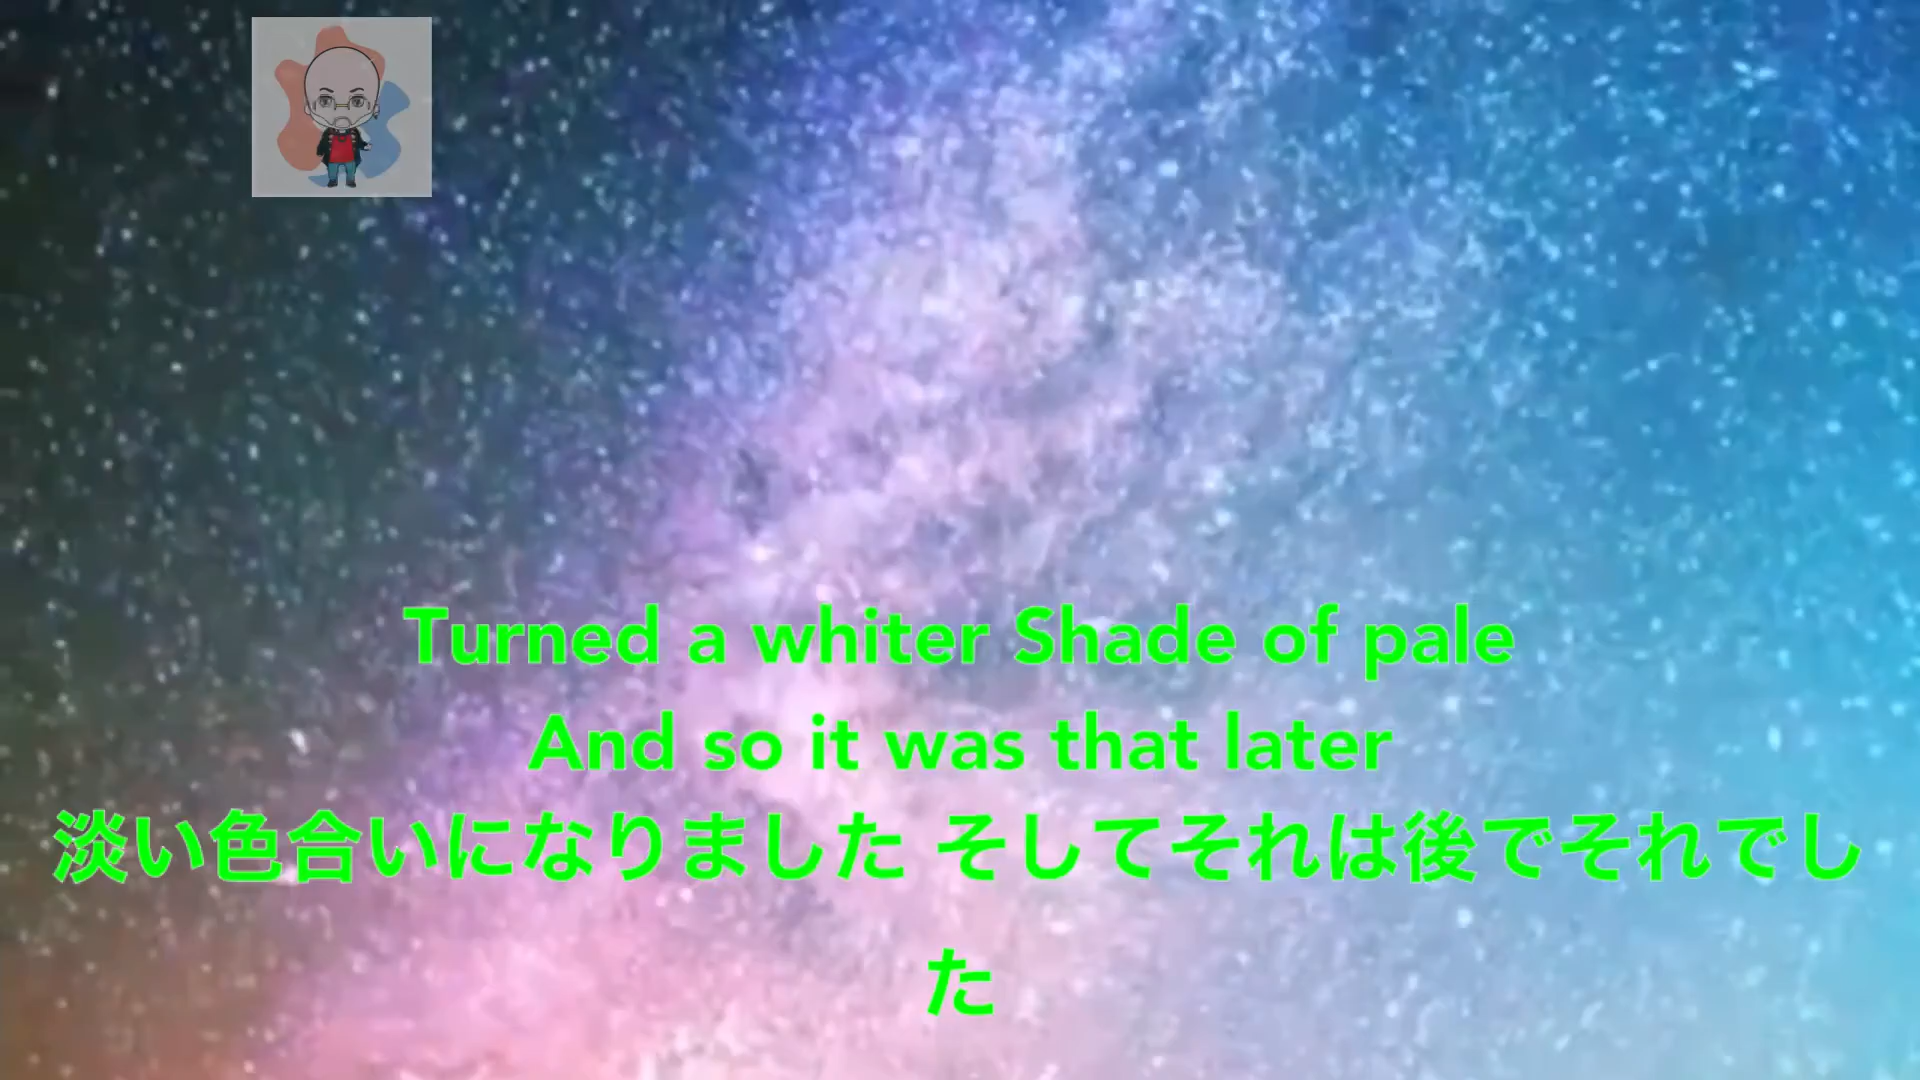 Turned a whiter Shade of pale
And so it was that later
淡い色合いになりました そしてそれは後でそれでし
た